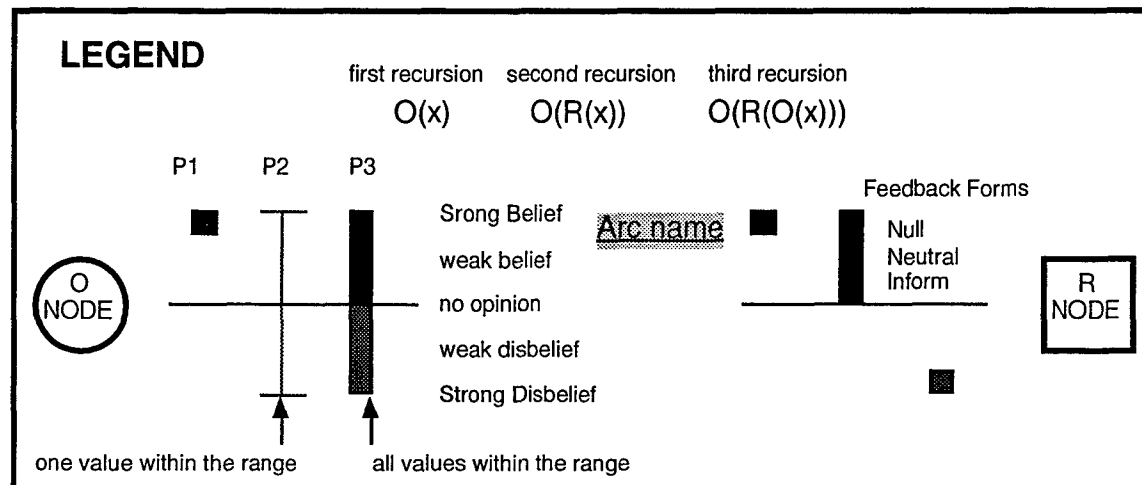 LEGEND
first recursion second recursion third recursion
O(x) O(R(x)) O(R(O(x)))
P1 P2 P3
Feedback Forms
Srong Belief
Arc name
Null
weak belief
Neutral
Inform
O
NODE
no opinion
R
NODE
weak disbelief
Strong Disbelief
one value within the range all values within the range